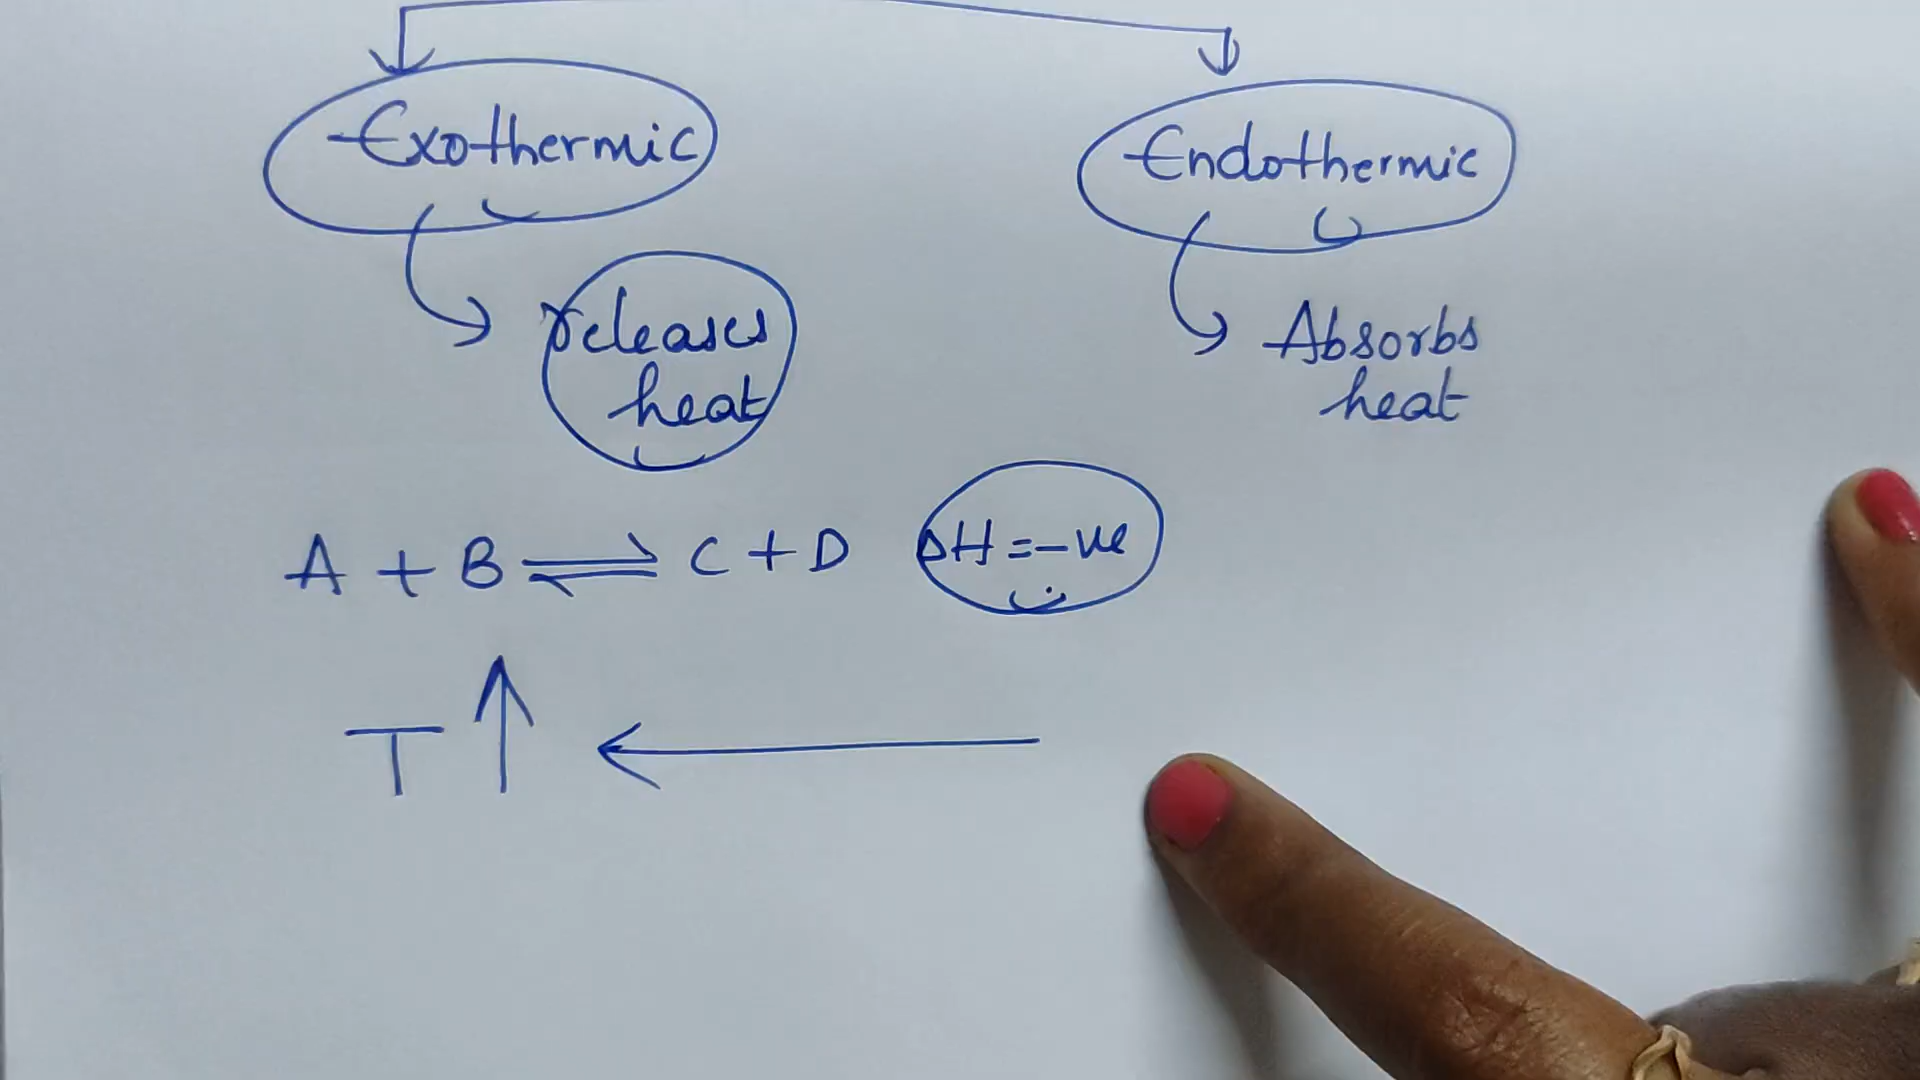 Exothermic
Endothermic
releases
heat
Absorbs
heat
A + B ⇌ C + D ΔH = -ve
T ↑ ←